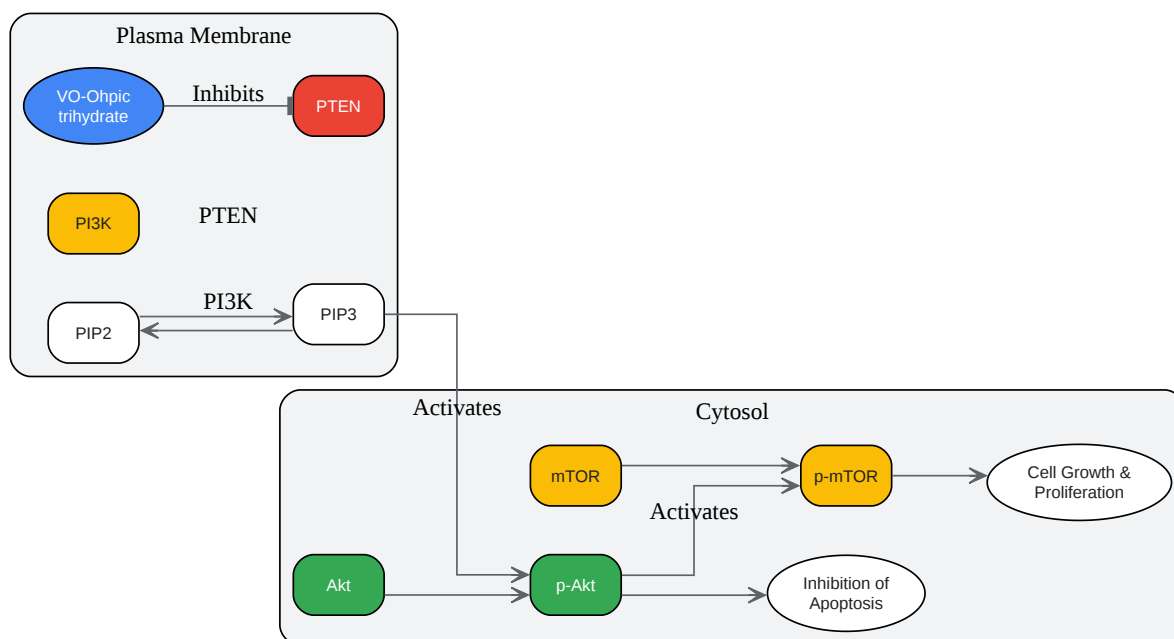 Plasma Membrane
VO-Ohpic
trihydrate
Inhibits
PTEN
PI3K
PTEN
PI3K
PIP2
PIP3
Activates
Cytosol
mTOR
p-mTOR
Cell Growth &
Proliferation
Activates
Akt
p-Akt
Inhibition of
Apoptosis